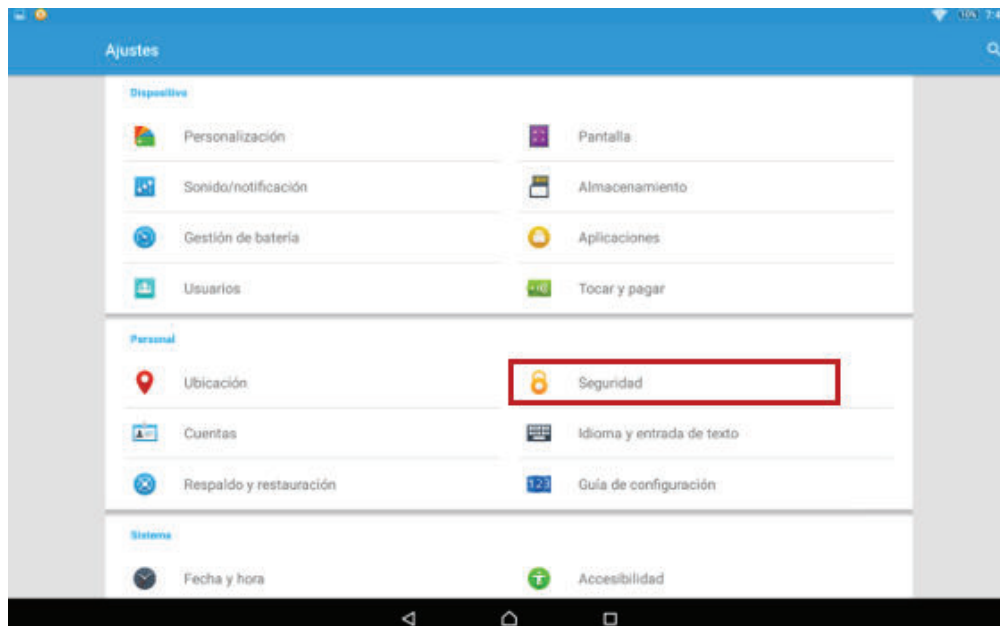 Ajustes
Dispositivo
Personalización
Pantalla
Sonido/notificación
Almacenamiento
Gestión de batería
Aplicaciones
Usuarios
Tocar y pagar
Personal
Ubicación
Seguridad
Cuentas
Idioma y entrada de texto
Respaldo y restauración
Guía de configuración
123
Sistema
Fecha y hora
Accesibilidad